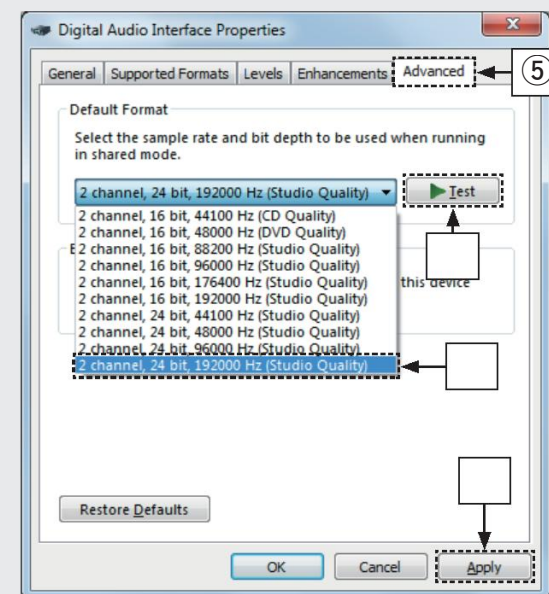 Digital Audio Interface Properties
General Supported Formats Levels Enhancements Advanced ⑤
Default Format
Select the sample rate and bit depth to be used when running
in shared mode.
2 channel, 24 bit, 192000 Hz (Studio Quality) Test
2 channel, 16 bit, 44100 Hz (CD Quality)
2 channel, 16 bit, 48000 Hz (DVD Quality)
E 2 channel, 16 bit, 88200 Hz (Studio Quality)
2 channel, 16 bit, 96000 Hz (Studio Quality)
2 channel, 16 bit, 176400 Hz (Studio Quality) this device
2 channel, 16 bit, 192000 Hz (Studio Quality)
2 channel, 24 bit, 44100 Hz (Studio Quality)
2 channel, 24 bit, 48000 Hz (Studio Quality)
2 channel, 24 bit, 96000 Hz (Studio Quality)
2 channel, 24 bit, 192000 Hz (Studio Quality)
Restore Defaults
OK Cancel Apply